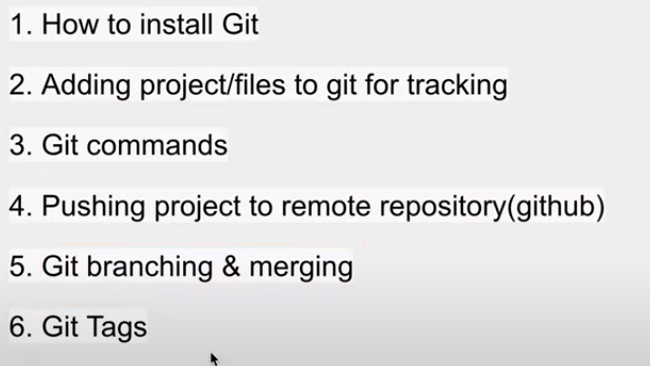 1. How to install Git
2. Adding project/files to git for tracking
3. Git commands
4. Pushing project to remote repository(github)
5. Git branching & merging
6. Git Tags